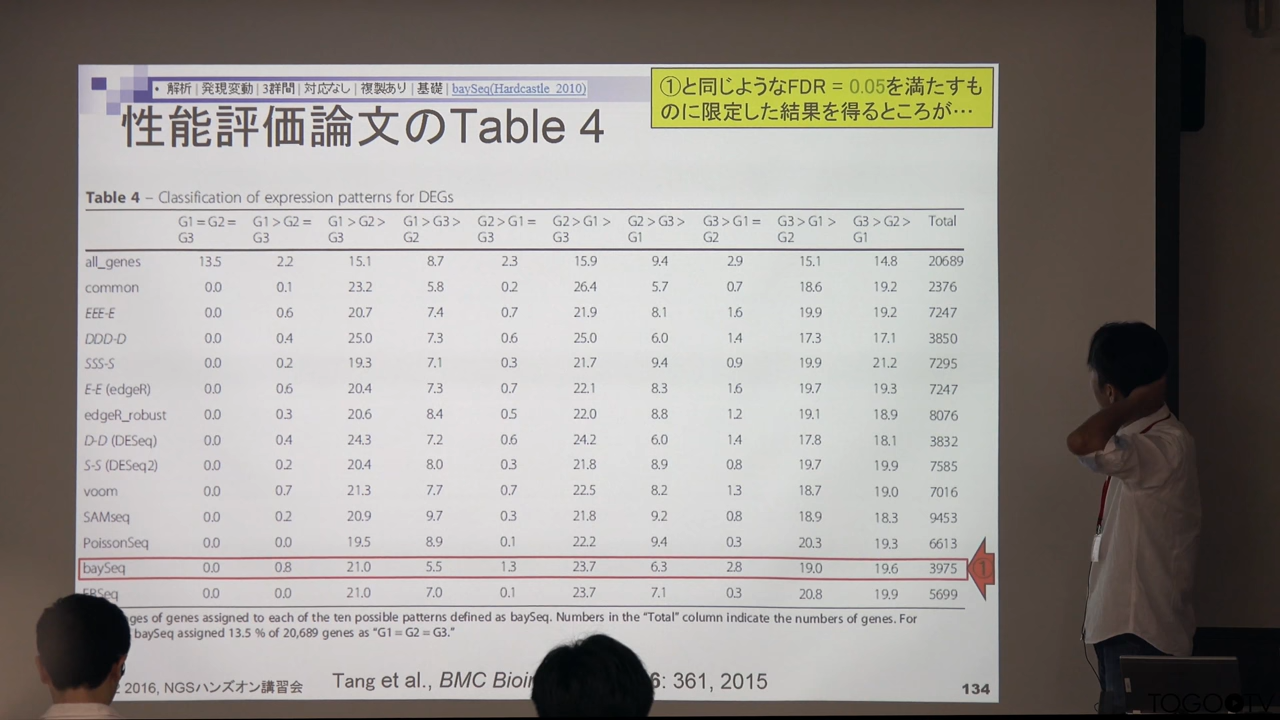 • 解析 | 発現変動 | 3群間 | 対応なし | 複製あり | 基礎 | baySeq(Hardcastle_2010)
①と同じようなFDR = 0.05を満たすも
のに限定した結果を得るところが…
性能評価論文のTable 4
Table 4 – Classification of expression patterns for DEGs
G1 = G2 = G3 G1 > G2 = G3 G1 > G2 > G3 G1 > G3 > G2 G2 > G1 = G3 G2 > G1 > G3 G2 > G3 > G1 G3 > G1 = G2 G3 > G1 > G2 G3 > G2 > G1 Total
all_genes 13.5 2.2 15.1 8.7 2.3 15.9 9.4 2.9 15.1 14.8 20689
common 0.0 0.1 23.2 5.8 0.2 26.4 5.7 0.7 18.6 19.2 2376
EEE-E 0.0 0.6 20.7 7.4 0.7 21.9 8.1 1.6 19.9 19.2 7247
DDD-D 0.0 0.4 25.0 7.3 0.6 25.0 6.0 1.4 17.3 17.1 3850
SSS-S 0.0 0.2 19.3 7.1 0.3 21.7 9.4 0.9 19.9 21.2 7295
E-E (edgeR) 0.0 0.6 20.4 7.3 0.7 22.1 8.3 1.6 19.7 19.3 7247
edgeR_robust 0.0 0.3 20.6 8.4 0.5 22.0 8.8 1.2 19.1 18.9 8076
D-D (DESeq) 0.0 0.4 24.3 7.2 0.6 24.2 6.0 1.4 17.8 18.1 3832
S-S (DESeq2) 0.0 0.2 20.4 8.0 0.3 21.8 8.9 0.8 19.7 19.9 7585
voom 0.0 0.7 21.3 7.7 0.7 22.5 8.2 1.3 18.7 19.0 7016
SAMseq 0.0 0.2 20.9 9.7 0.3 21.8 9.2 0.8 18.9 18.3 9453
PoissonSeq 0.0 0.0 19.5 8.9 0.1 22.2 9.4 0.3 20.3 19.3 6613
baySeq 0.0 0.8 21.0 5.5 1.3 23.7 6.3 2.8 19.0 19.6 3975 ①
EBSeq 0.0 0.0 21.0 7.0 0.1 23.7 7.1 0.3 20.8 19.9 5699
ges of genes assigned to each of the ten possible patterns defined as baySeq. Numbers in the "Total" column indicate the numbers of genes. For
baySeq assigned 13.5 % of 20,689 genes as "G1 = G2 = G3."
2016, NGSハンズオン講習会 Tang et al., BMC Bioin 6: 361, 2015 134
TOGO TV